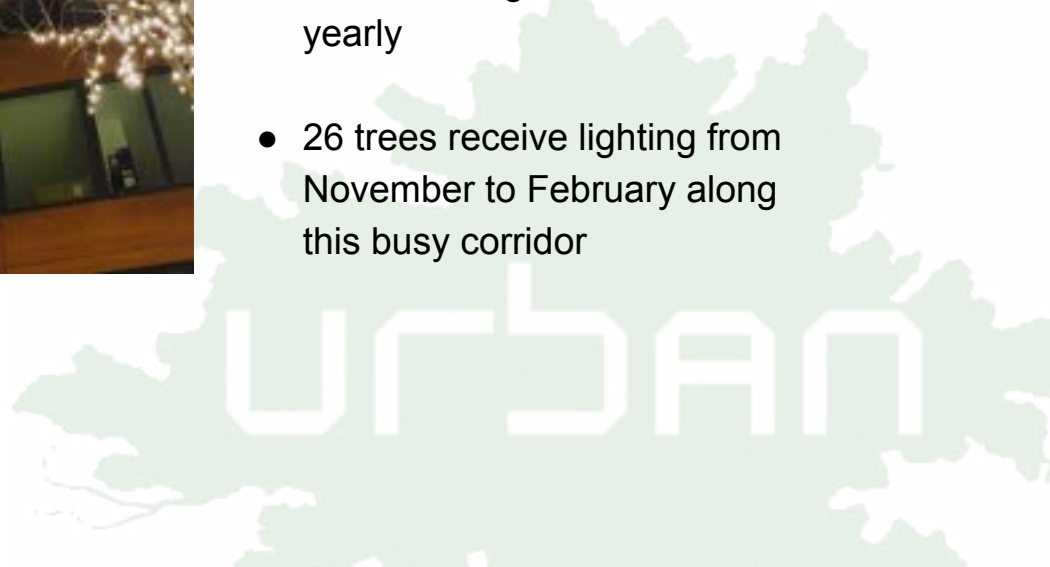 yearly
● 26 trees receive lighting from
November to February along
this busy corridor
urban